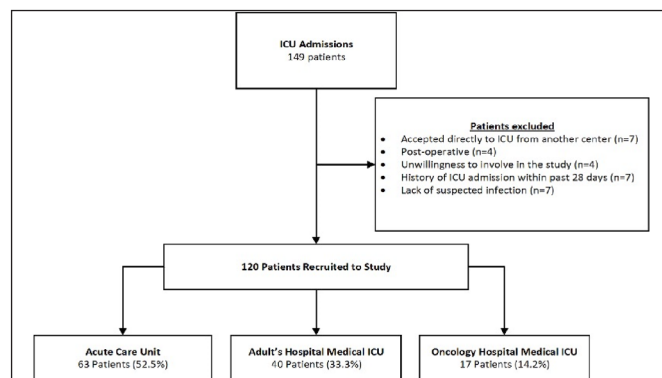 ICU Admissions
149 patients
Patients excluded
• Accepted directly to ICU from another center (n=7)
• Post-operative (n=4)
• Unwillingness to involve in the study (n=4)
• History of ICU admission within past 28 days (n=7)
• Lack of suspected infection (n=7)
120 Patients Recruited to Study
Acute Care Unit
63 Patients (52.5%)
Adult's Hospital Medical ICU
40 Patients (33.3%)
Oncology Hospital Medical ICU
17 Patients (14.2%)